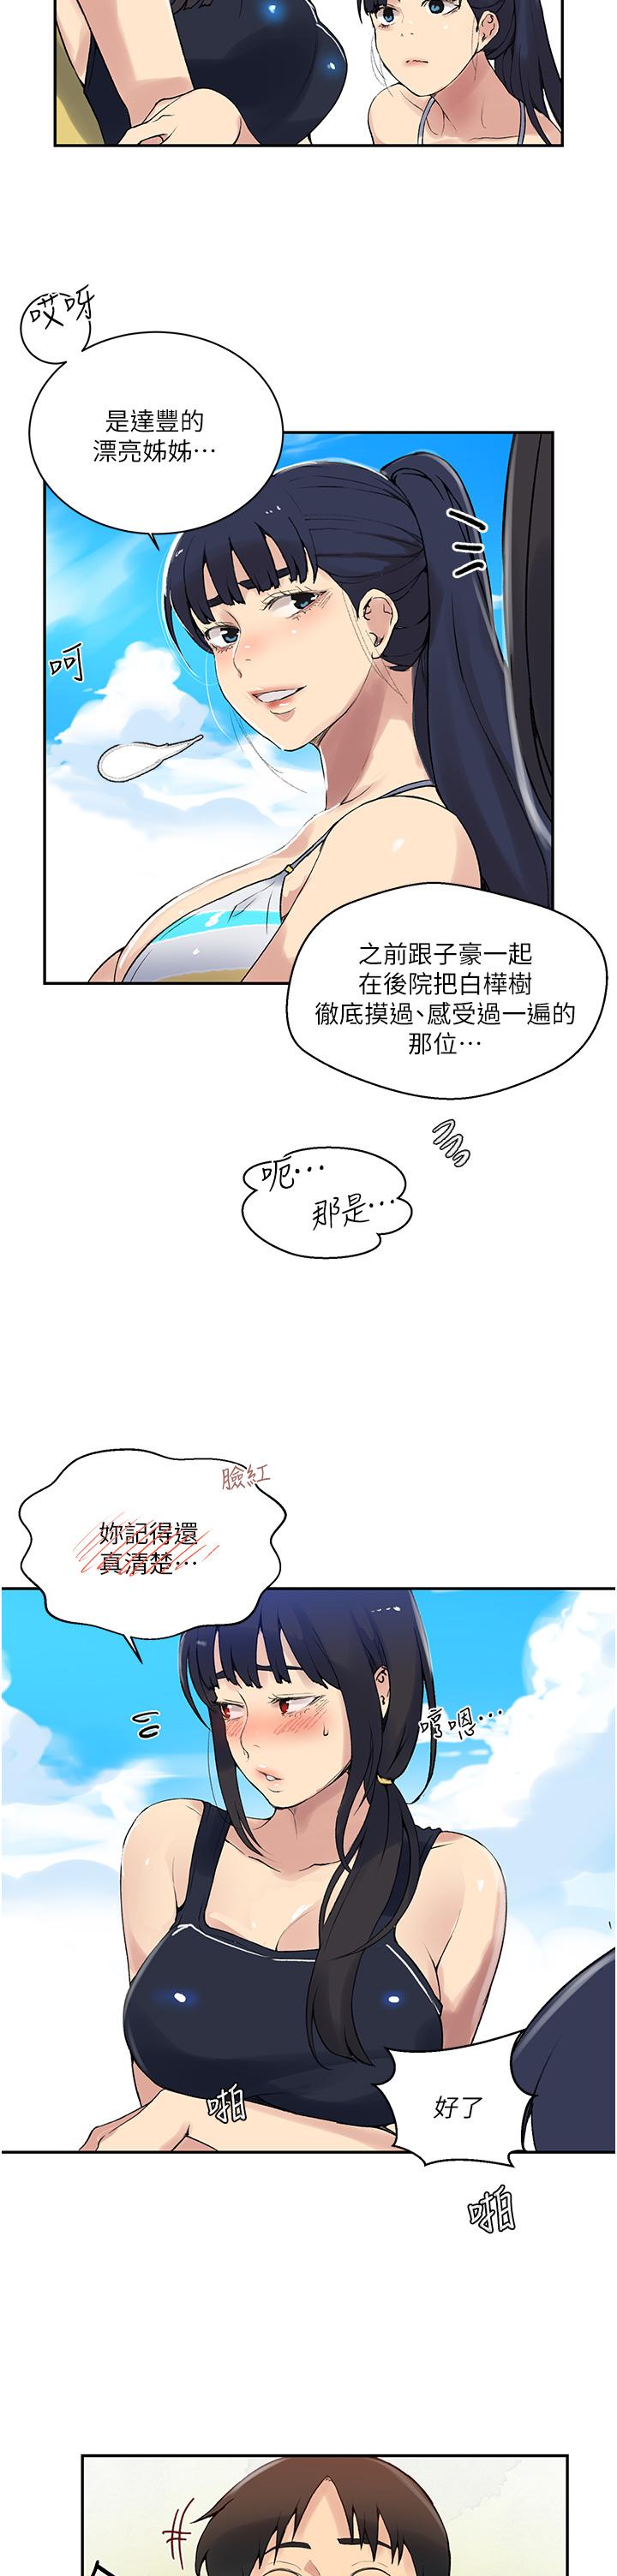 哎呀
是達豐的
漂亮姊姊…
呵
之前跟子豪一起
在後院把白樺樹
徹底摸過、感受過一遍的
那位…
呃…
那是…
臉紅
妳記得還
真清楚…
哼嗯…
啪
好了
啪